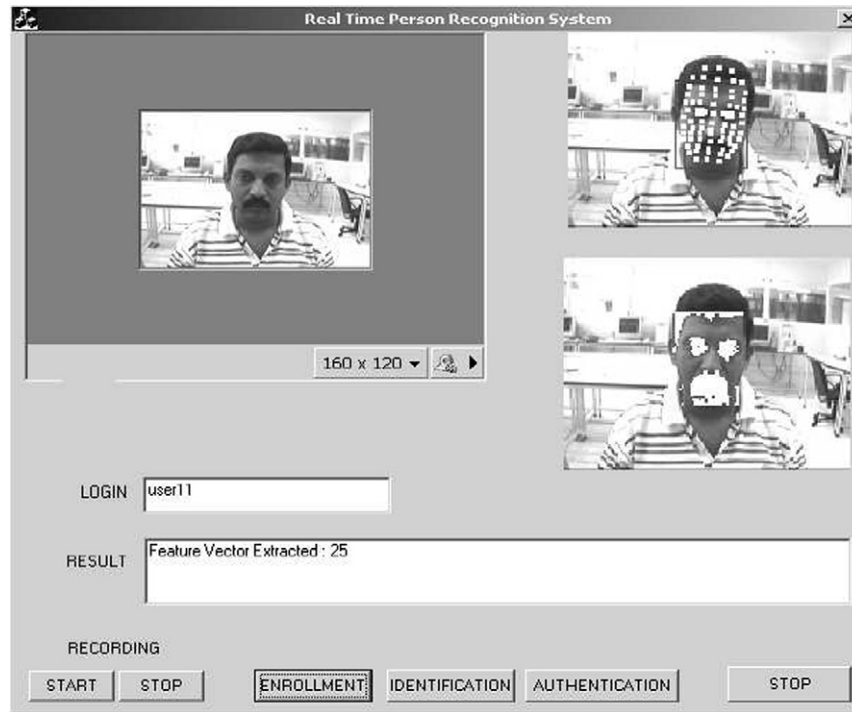 Real Time Person Recognition System
160 x 120
LOGIN
user11
RESULT
Feature Vector Extracted : 25
RECORDING
START
STOP
ENROLLMENT
IDENTIFICATION
AUTHENTICATION
STOP